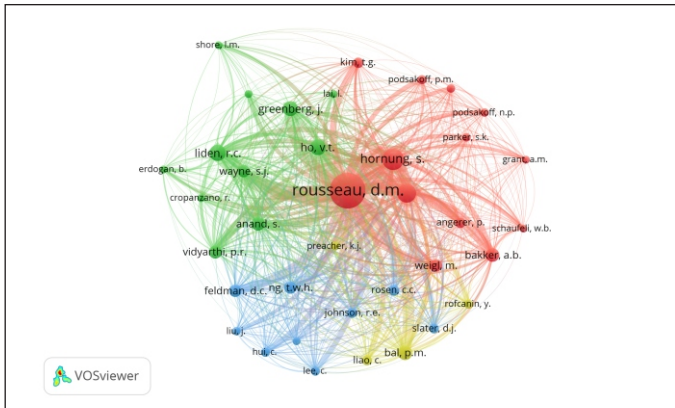 shore, l.m.
kim, t.g.
podsakoff, p.m.
lai, l.
greenberg, j.
podsakoff, n.p.
parker, s.k.
ho, v.t.
liden, r.c.
hornung, s.
grant, a.m.
erdogan, b.
wayne, s.j.
rousseau, d.m.
cropanzano, r.
anand, s.
angerer, p.
schaufeli, w.b.
preacher, k.j.
vidyarthi, p.r.
bakker, a.b.
weigl, m.
feldman, d.c.
ng, t.w.h.
rosen, c.c.
rofcanin, y.
johnson, r.e.
liu, j.
slater, d.j.
hui, c.
liao, c.
bal, p.m.
lee, c.
VOSviewer